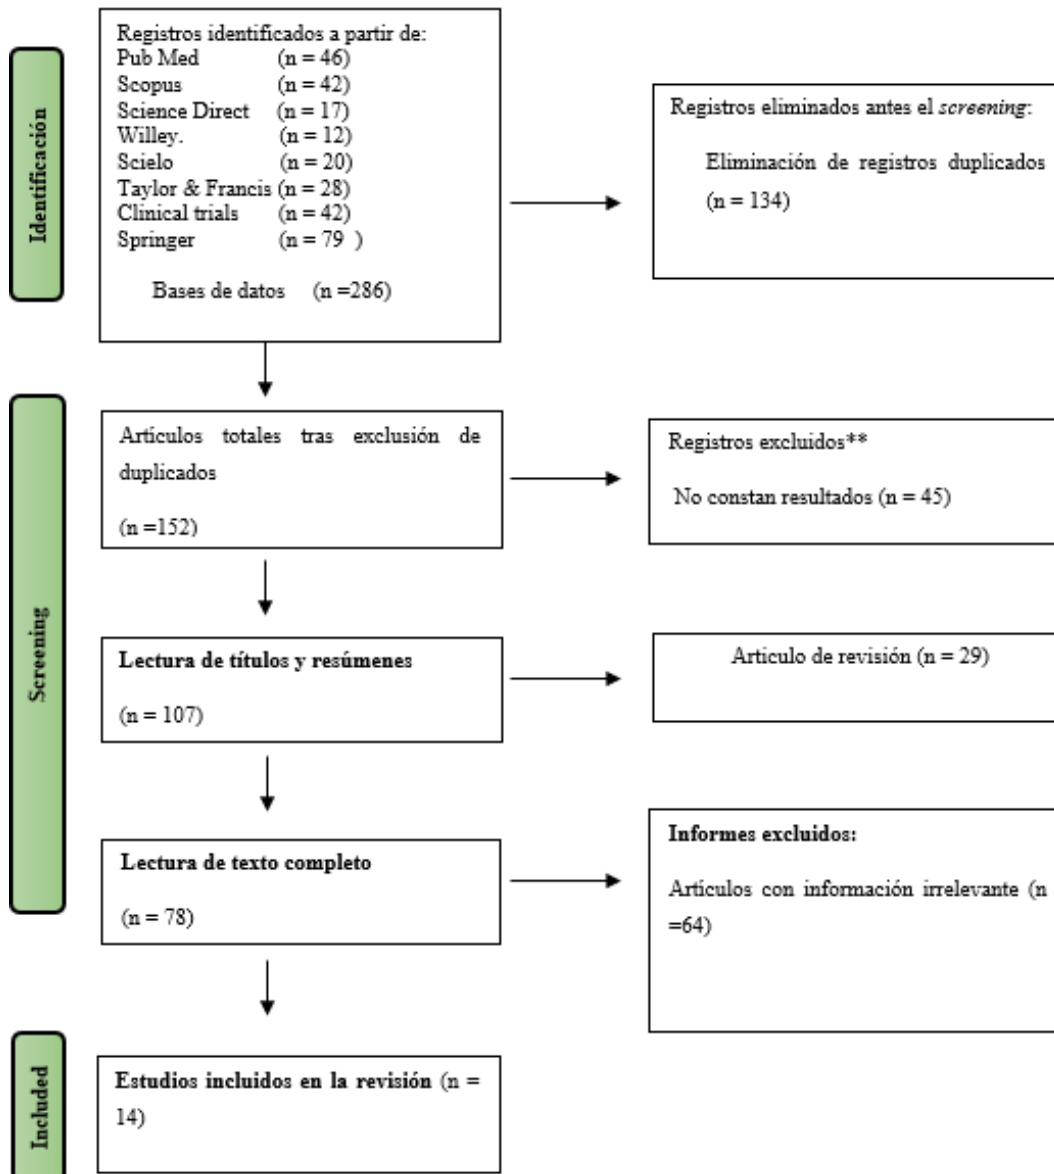 Identificación
Registros identificados a partir de:
Pub Med (n = 46)
Scopus (n = 42)
Science Direct (n = 17)
Willey. (n = 12)
Scielo (n = 20)
Taylor & Francis (n = 28)
Clinical trials (n = 42)
Springer (n = 79 )
Bases de datos (n =286)
Registros eliminados antes el screening:
Eliminación de registros duplicados
(n = 134)
Screening
Artículos totales tras exclusión de
duplicados
(n =152)
Registros excluidos**
No constan resultados (n = 45)
Lectura de títulos y resúmenes
(n = 107)
Articulo de revisión (n = 29)
Lectura de texto completo
(n = 78)
Informes excluidos:
Artículos con información irrelevante (n
=64)
Included
Estudios incluidos en la revisión (n =
14)